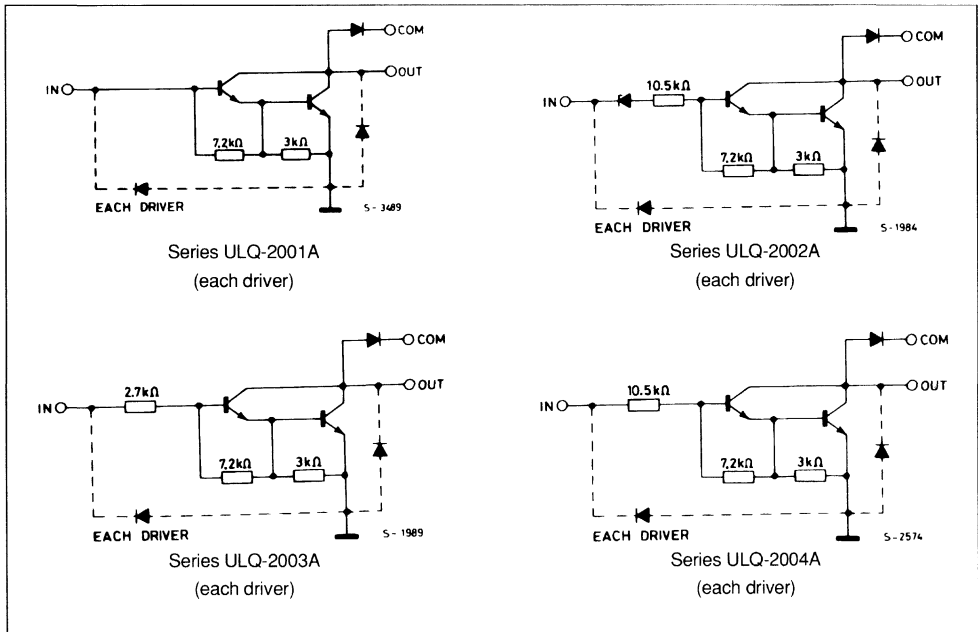 COM
OUT
IN
7.2kΩ
3kΩ
EACH DRIVER
S-3489
Series ULQ-2001A
(each driver)
COM
OUT
10.5kΩ
IN
7.2kΩ
3kΩ
EACH DRIVER
S-1984
Series ULQ-2002A
(each driver)
COM
OUT
2.7kΩ
IN
7.2kΩ
3kΩ
EACH DRIVER
S-1989
Series ULQ-2003A
(each driver)
COM
OUT
10.5kΩ
IN
7.2kΩ
3kΩ
EACH DRIVER
S-2574
Series ULQ-2004A
(each driver)